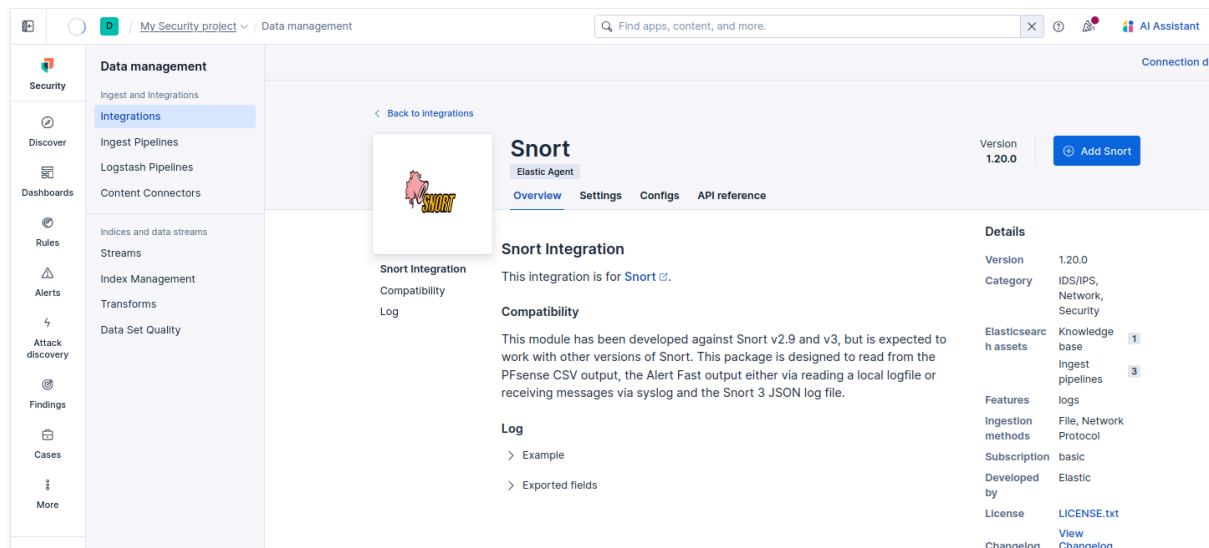 D / My Security project / Data management
Find apps, content, and more.
AI Assistant
Security
Discover
Dashboards
Rules
Alerts
Attack
discovery
Findings
Cases
More
Data management
Ingest and Integrations
Integrations
Ingest Pipelines
Logstash Pipelines
Content Connectors
Indices and data streams
Streams
Index Management
Transforms
Data Set Quality
Connection d
Back to integrations
SNORT
Snort
Elastic Agent
Version
1.20.0
Add Snort
Overview Settings Configs API reference
Snort Integration
Compatibility
Log
Snort Integration
This integration is for Snort.
Compatibility
This module has been developed against Snort v2.9 and v3, but is expected to
work with other versions of Snort. This package is designed to read from the
PFsense CSV output, the Alert Fast output either via reading a local logfile or
receiving messages via syslog and the Snort 3 JSON log file.
Log
Example
Exported fields
Details
Version 1.20.0
Category IDS/IPS,
Network,
Security
Elasticsearc Knowledge 1
h assets base
Ingest 3
pipelines
Features logs
Ingestion File, Network
methods Protocol
Subscription basic
Developed Elastic
by
License LICENSE.txt
View
Changelog Changelog